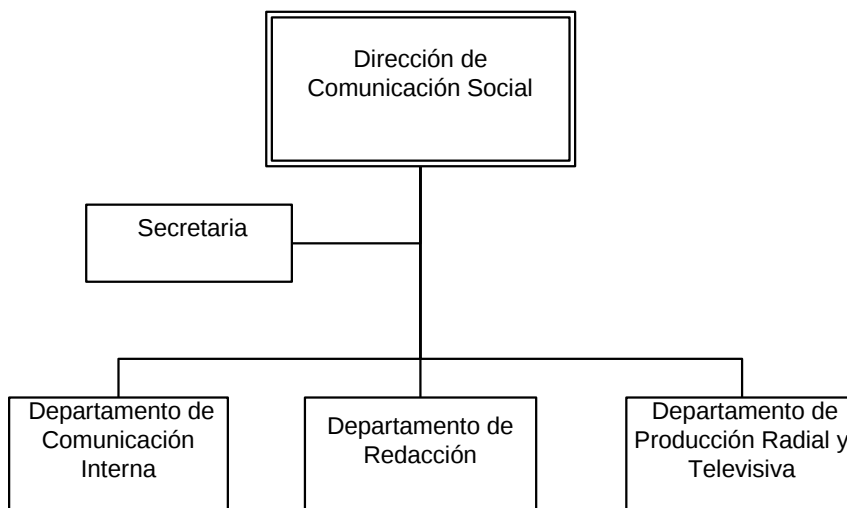 Dirección de
Comunicación Social
Secretaria
Departamento de
Comunicación
Interna
Departamento de
Redacción
Departamento de
Producción Radial y
Televisiva